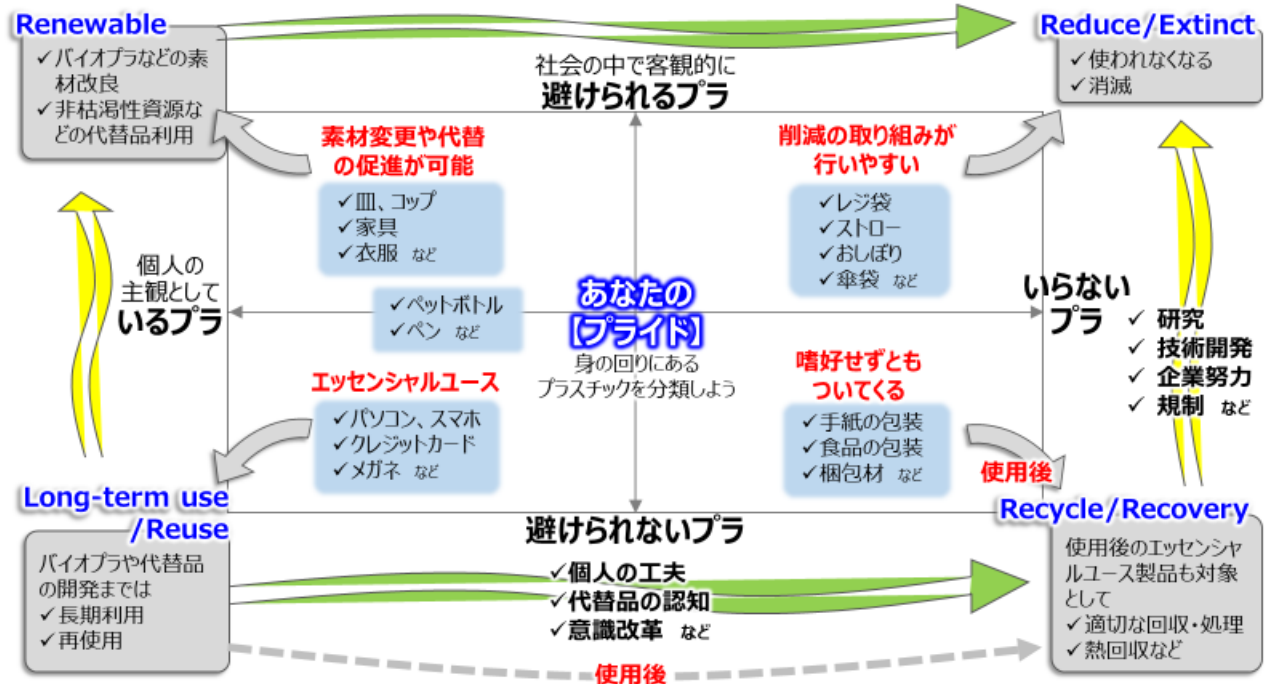 Renewable
✓バイオプラなどの素
材改良
✓非枯渇性資源な
どの代替品利用
社会の中で客観的に
避けられるプラ
Reduce/Extinct
✓使われなくなる
✓消滅
素材変更や代替
の促進が可能
✓皿、コップ
✓家具
✓衣服 など
削減の取り組みが
行いやすい
✓レジ袋
✓ストロー
✓おしぼり
✓傘袋 など
個人の
主観として
いるプラ
✓ペットボトル
✓ペン など
あなたの
【プライド】
身の回りにある
プラスチックを分類しよう
いらない
プラ
✓ 研究
✓ 技術開発
✓ 企業努力
✓ 規制 など
エッセンシャルユース
✓パソコン、スマホ
✓クレジットカード
✓メガネ など
嗜好せずとも
ついてくる
✓手紙の包装
✓食品の包装
✓梱包材 など
使用後
Long-term use
/Reuse
バイオプラや代替品
の開発までは
✓長期利用
✓再使用
避けられないプラ
✓個人の工夫
✓代替品の認知
✓意識改革 など
使用後
Recycle/Recovery
使用後のエッセンシャ
ルユース製品も対象
として
✓適切な回収・処理
✓熱回収など